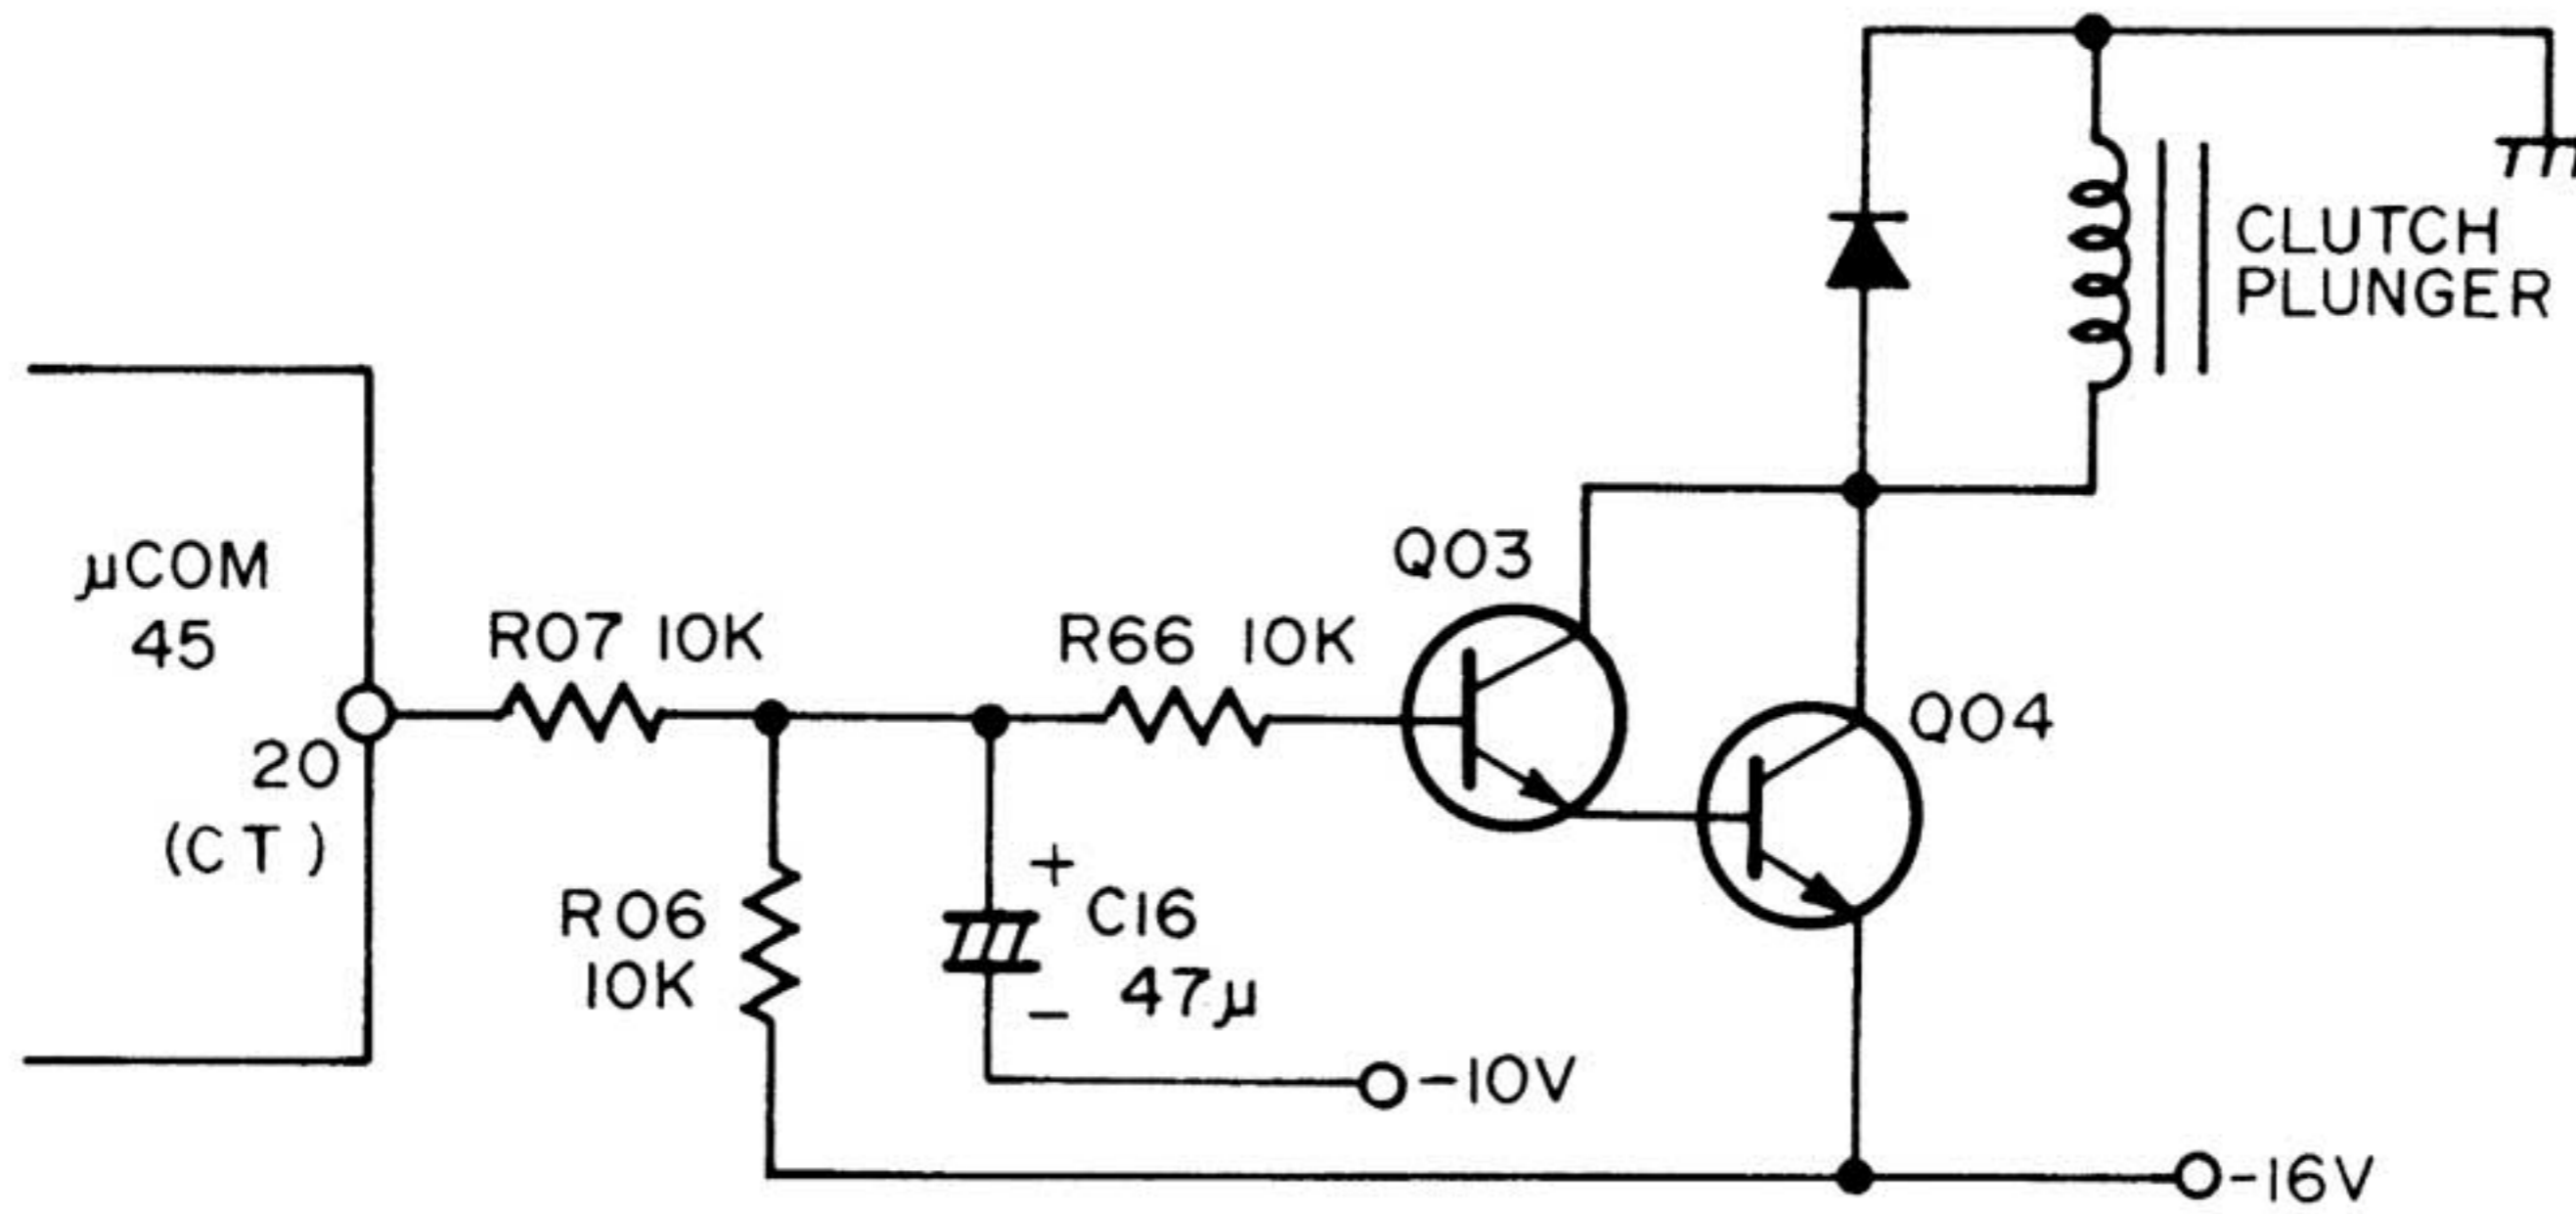 CLUTCH
PLUNGER
Q03
μCOM
45
R07 10K
R66 10K
Q04
20
(CT)
+
R06
10K
C16
47μ
−
-10V
-16V